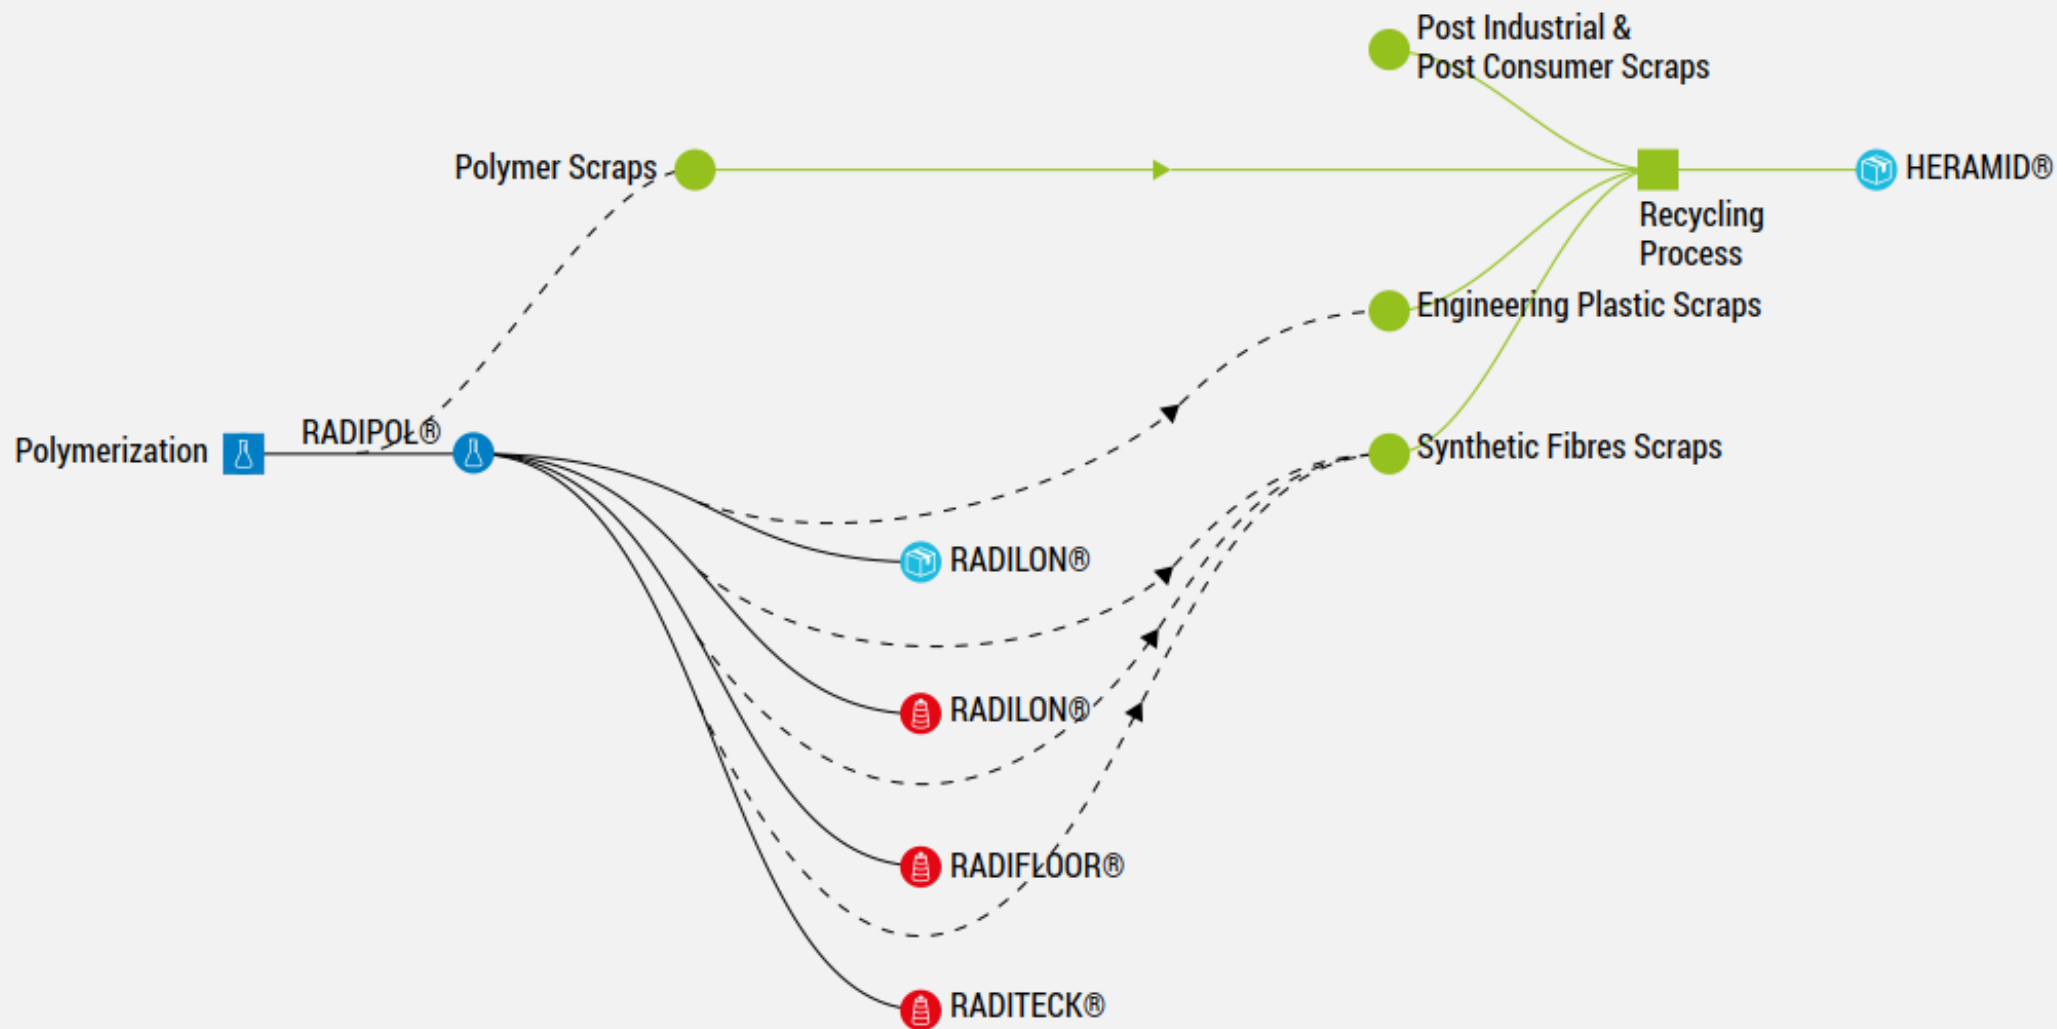 Post Industrial &
Post Consumer Scraps
Polymer Scraps
HERAMID®
Recycling
Process
Engineering Plastic Scraps
Polymerization
RADIPOL®
Synthetic Fibres Scraps
RADILON®
RADILON®
RADIFLOOR®
RADITECK®